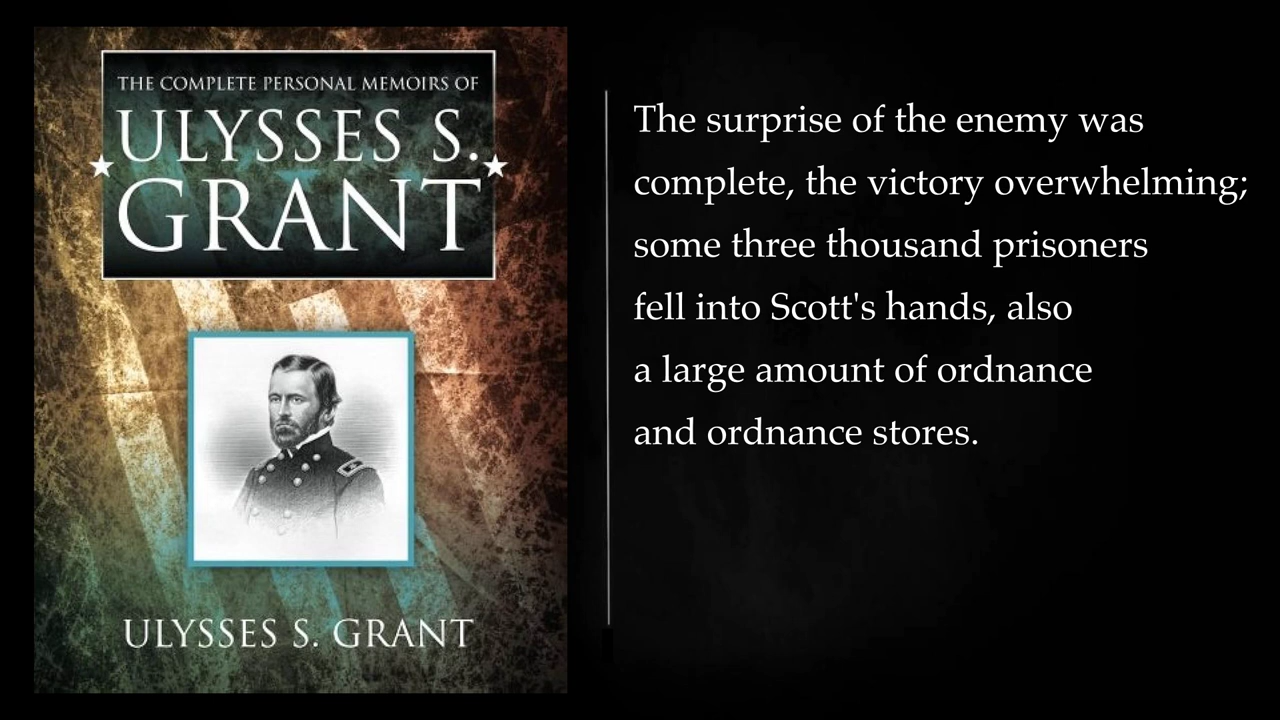 THE COMPLETE PERSONAL MEMOIRS OF
ULYSSES S.
GRANT
ULYSSES S. GRANT
The surprise of the enemy was
complete, the victory overwhelming;
some three thousand prisoners
fell into Scott's hands, also
a large amount of ordnance
and ordnance stores.